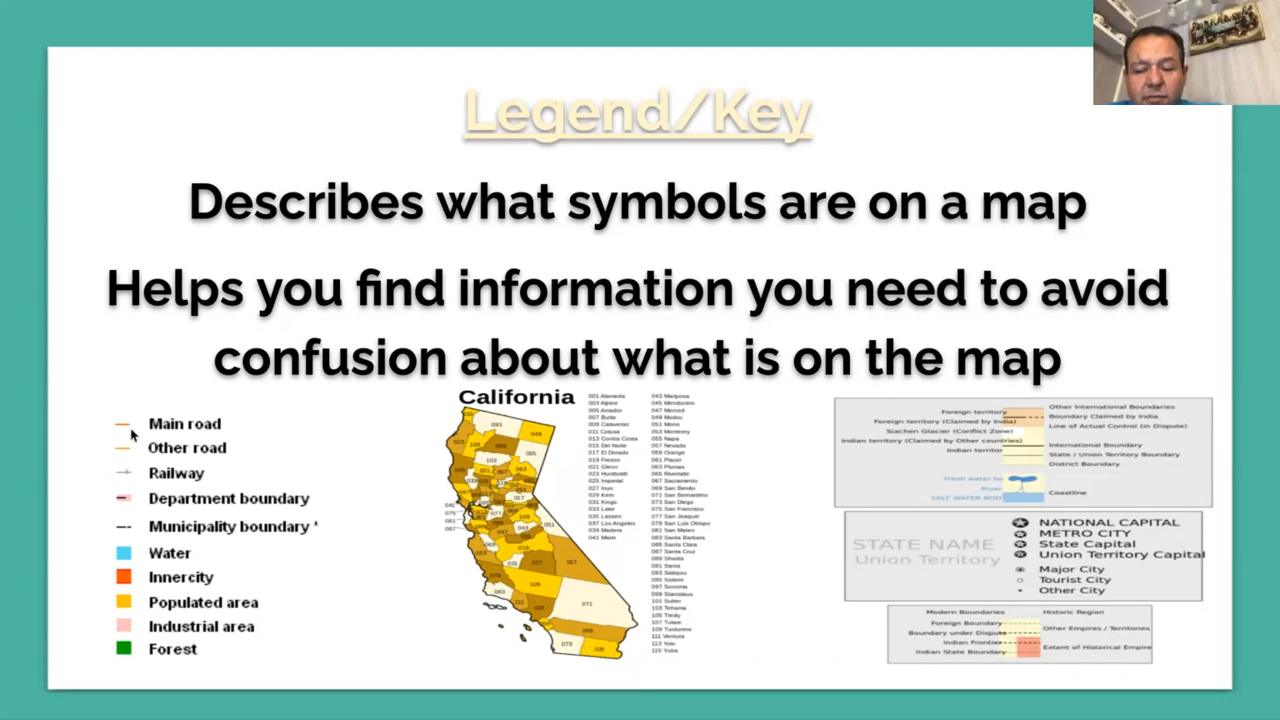 Legend/Key
Describes what symbols are on a map
Helps you find information you need to avoid
confusion about what is on the map
Main road
Other road
Railway
Department boundary
Municipality boundary
Water
Innercity
Populated area
Industrial area
Forest
California
001 Alameda
003 Alpine
005 Amador
007 Butte
009 Calaveras
011 Colusa
013 Contra Costa
015 Del Norte
017 El Dorado
019 Fresno
021 Glenn
023 Humboldt
025 Imperial
027 Inyo
029 Kern
031 Kings
033 Lake
035 Lassen
037 Los Angeles
039 Madera
041 Marin
043 Mariposa
045 Mendocino
047 Merced
049 Modoc
051 Mono
053 Monterey
055 Napa
057 Nevada
059 Orange
061 Placer
063 Plumas
065 Riverside
067 Sacramento
069 San Benito
071 San Bernardino
073 San Diego
075 San Francisco
077 San Joaquin
079 San Luis Obispo
081 San Mateo
083 Santa Barbara
085 Santa Clara
087 Santa Cruz
089 Shasta
091 Sierra
093 Siskiyou
095 Solano
097 Sonoma
099 Stanislaus
101 Sutter
103 Tehama
105 Trinity
107 Tulare
109 Tuolumne
111 Ventura
113 Yolo
115 Yuba
Foreign territory
Foreign territory (Claimed by India)
Siachen Glacier (Conflict Zone)
Indian territory (Claimed by Other countries)
Indian territor
Fresh water bo
River
SALT WATER BOD
Other International Boundaries
Boundary Claimed by India
Line of Actual Control (in Dispute)
International Boundary
State / Union Territory Boundary
District Boundary
Coastline
STATE NAME
Union Territory
NATIONAL CAPITAL
METRO CITY
State Capital
Union Territory Capital
Major City
Tourist City
Other City
Modern Boundaries
Foreign Boundary
Boundary under Dispute
Indian Frontier
Indian State Boundary
Historic Region
Other Empires / Territories
Extent of Historical Empire